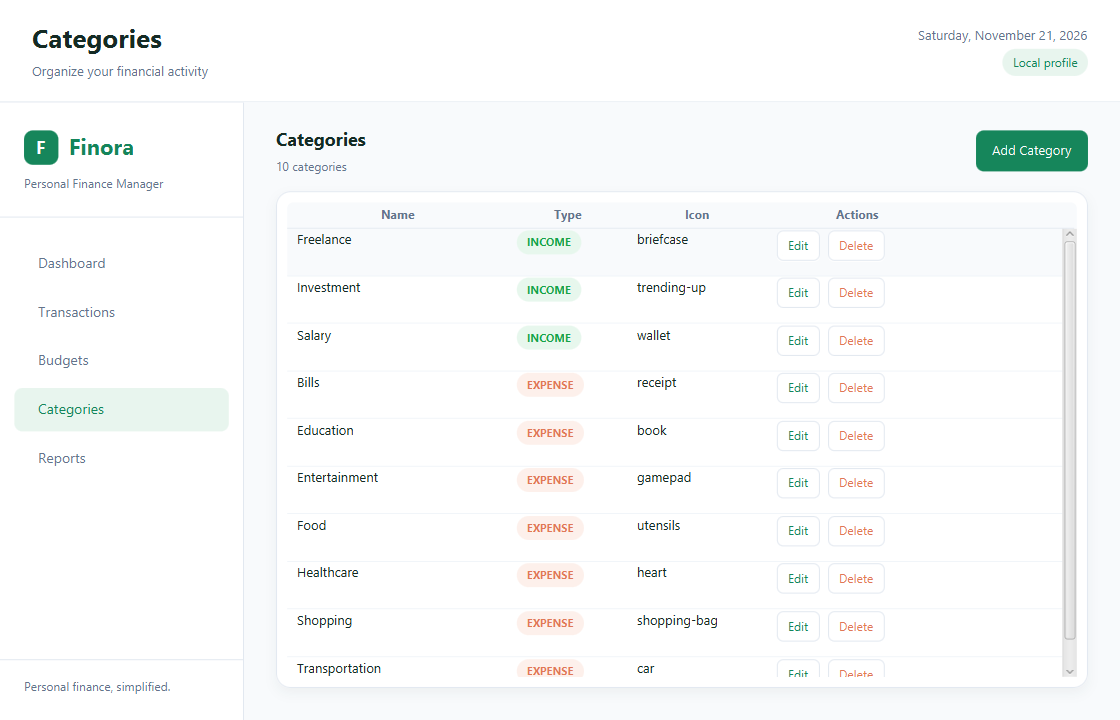 Categories
Organize your financial activity
Saturday, November 21, 2026
Local profile
F Finora
Personal Finance Manager
Dashboard
Transactions
Budgets
Categories
Reports
Personal finance, simplified.
Categories
10 categories
Add Category
Name Type Icon Actions
Freelance INCOME briefcase Edit Delete
Investment INCOME trending-up Edit Delete
Salary INCOME wallet Edit Delete
Bills EXPENSE receipt Edit Delete
Education EXPENSE book Edit Delete
Entertainment EXPENSE gamepad Edit Delete
Food EXPENSE utensils Edit Delete
Healthcare EXPENSE heart Edit Delete
Shopping EXPENSE shopping-bag Edit Delete
Transportation EXPENSE car Edit Delete